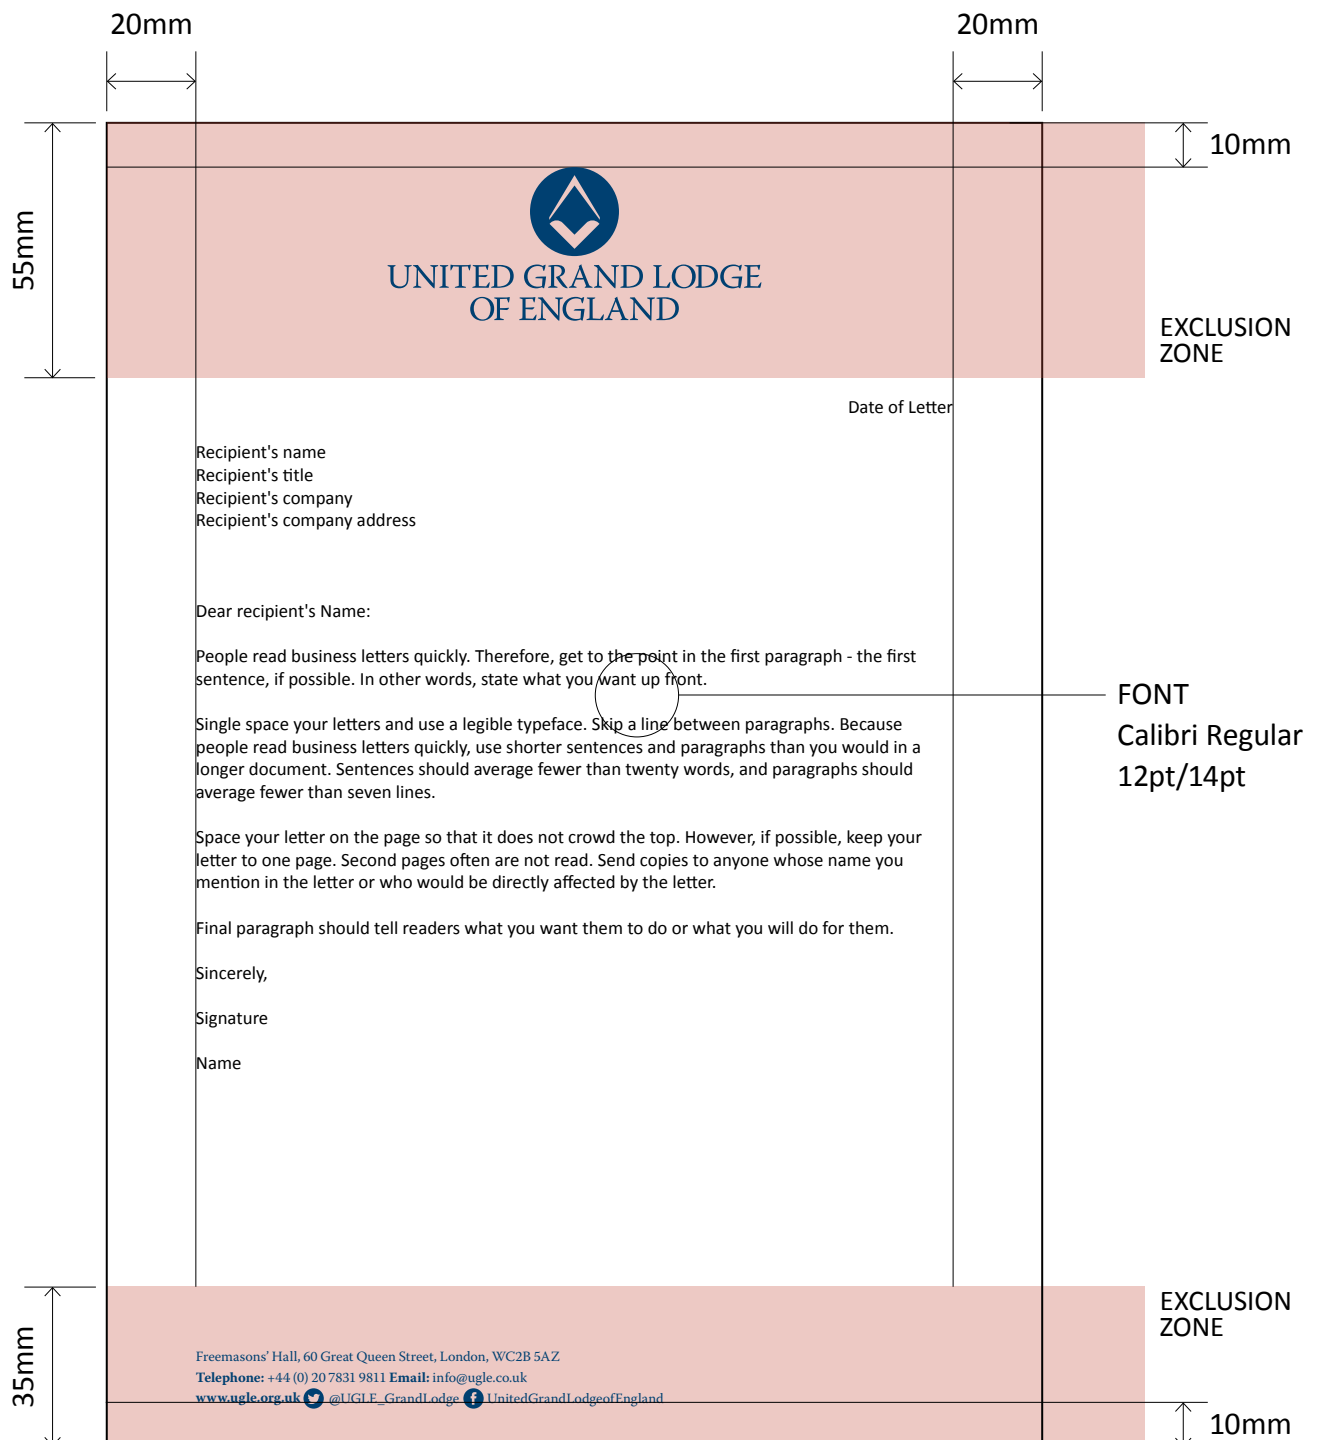 20mm
20mm
10mm
55mm
UNITED GRAND LODGE
OF ENGLAND
EXCLUSION
ZONE
Date of Letter
Recipient's name
Recipient's title
Recipient's company
Recipient's company address
Dear recipient's Name:
People read business letters quickly. Therefore, get to the point in the first paragraph - the first
sentence, if possible. In other words, state what you want up front.
FONT
Calibri Regular
12pt/14pt
Single space your letters and use a legible typeface. Skip a line between paragraphs. Because
people read business letters quickly, use shorter sentences and paragraphs than you would in a
longer document. Sentences should average fewer than twenty words, and paragraphs should
average fewer than seven lines.
Space your letter on the page so that it does not crowd the top. However, if possible, keep your
letter to one page. Second pages often are not read. Send copies to anyone whose name you
mention in the letter or who would be directly affected by the letter.
Final paragraph should tell readers what you want them to do or what you will do for them.
Sincerely,
Signature
Name
EXCLUSION
ZONE
35mm
Freemasons' Hall, 60 Great Queen Street, London, WC2B 5AZ
Telephone: +44 (0) 20 7831 9811 Email: info@ugle.co.uk
www.ugle.org.uk @UGLE_GrandLodge UnitedGrandLodgeofEngland
10mm